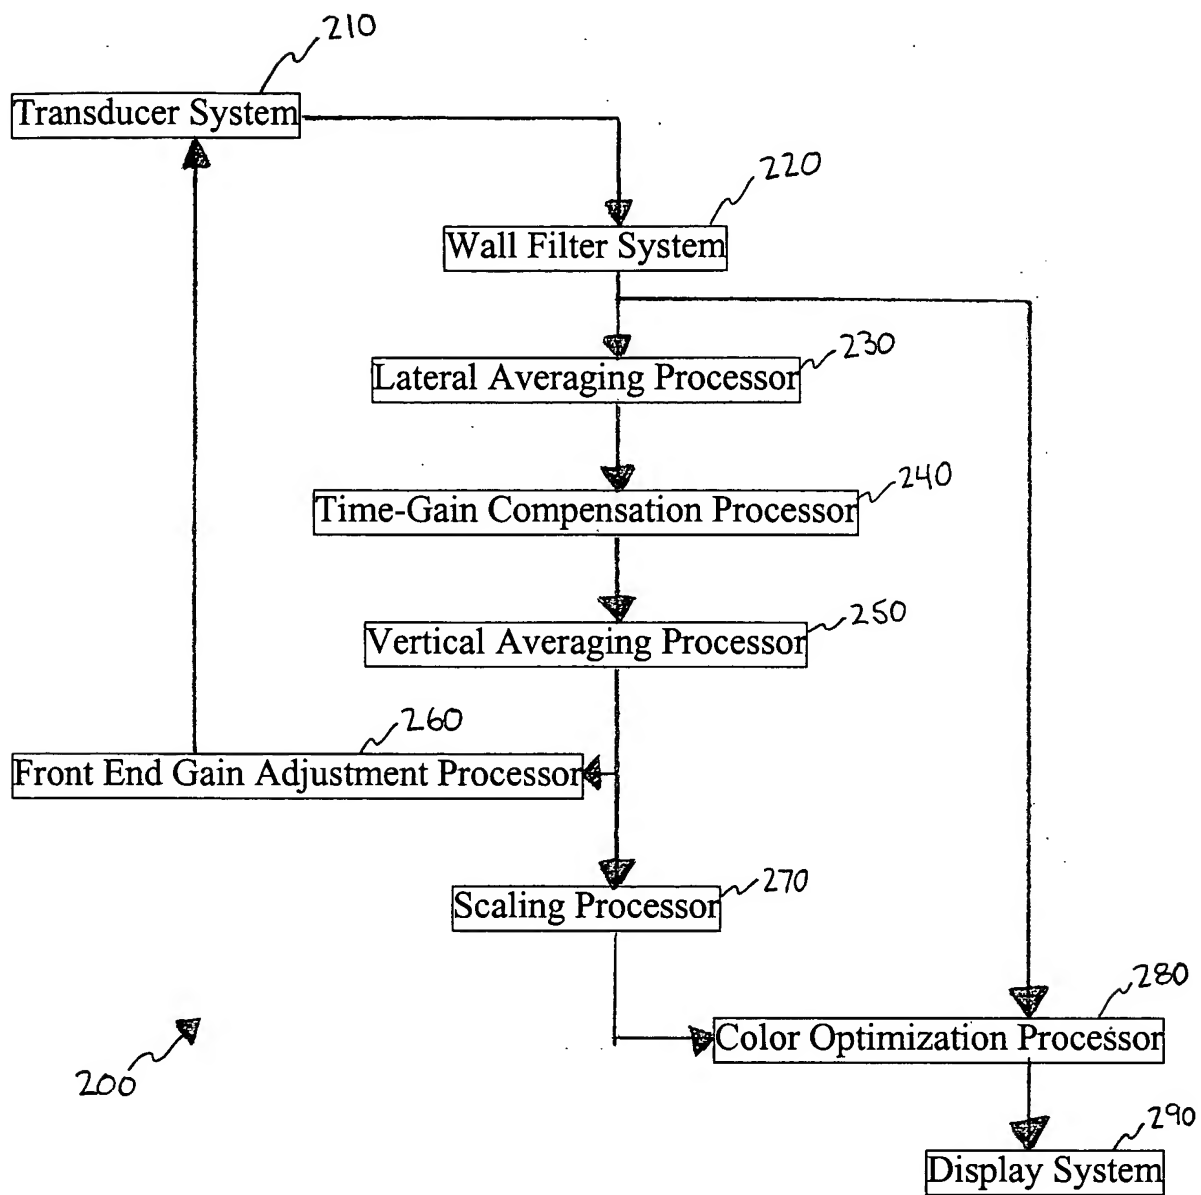 210
Transducer System
220
Wall Filter System
230
Lateral Averaging Processor
240
Time-Gain Compensation Processor
250
Vertical Averaging Processor
260
Front End Gain Adjustment Processor
270
Scaling Processor
280
Color Optimization Processor
200
290
Display System